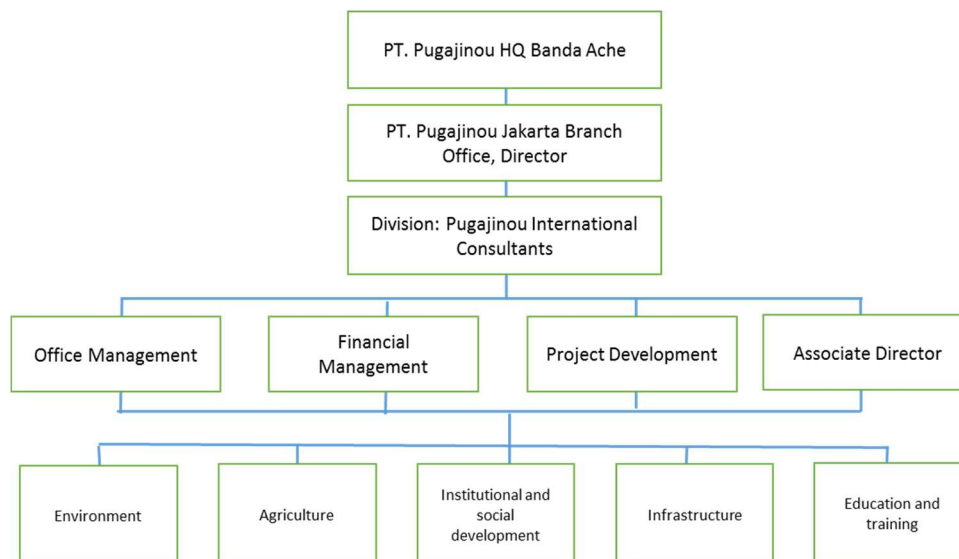 PT. Pugajinou HQ Banda Ache
PT. Pugajinou Jakarta Branch
Office, Director
Division: Pugajinou International
Consultants
Office Management
Financial
Management
Project Development
Associate Director
Environment
Agriculture
Institutional and
social
development
Infrastructure
Education and
training